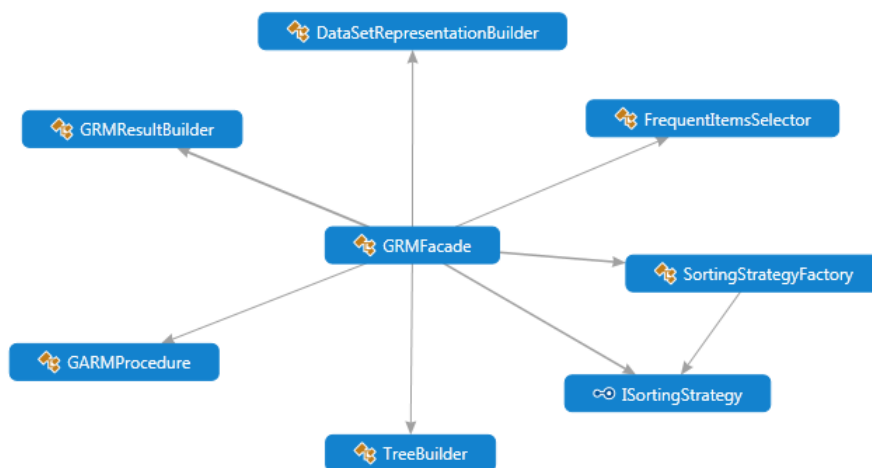 DataSetRepresentationBuilder
GRMResultBuilder
FrequentItemsSelector
GRMFacade
SortingStrategyFactory
GARMProcedure
ISortingStrategy
TreeBuilder